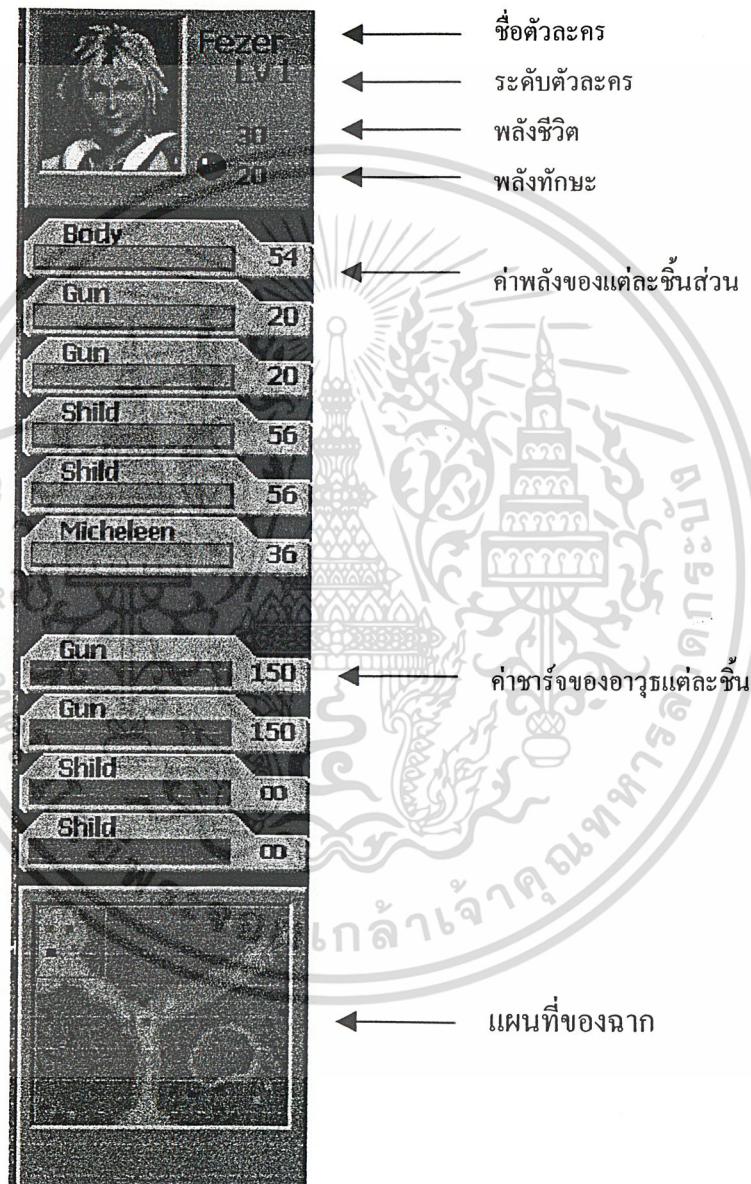 Fezer ชื่อตัวละคร
LV1 ระดับตัวละคร
30 พลังชีวิต
20 พลังทักษะ
Body
54 ค่าพลังของแต่ละชิ้นส่วน
Gun
20
Gun
20
Shild
56
Shild
56
Micheleen
36
Gun
150 ค่าชาร์จของอาวุธแต่ละชิ้น
Gun
150
Shild
∞
Shild
∞
แผนที่ของฉาก